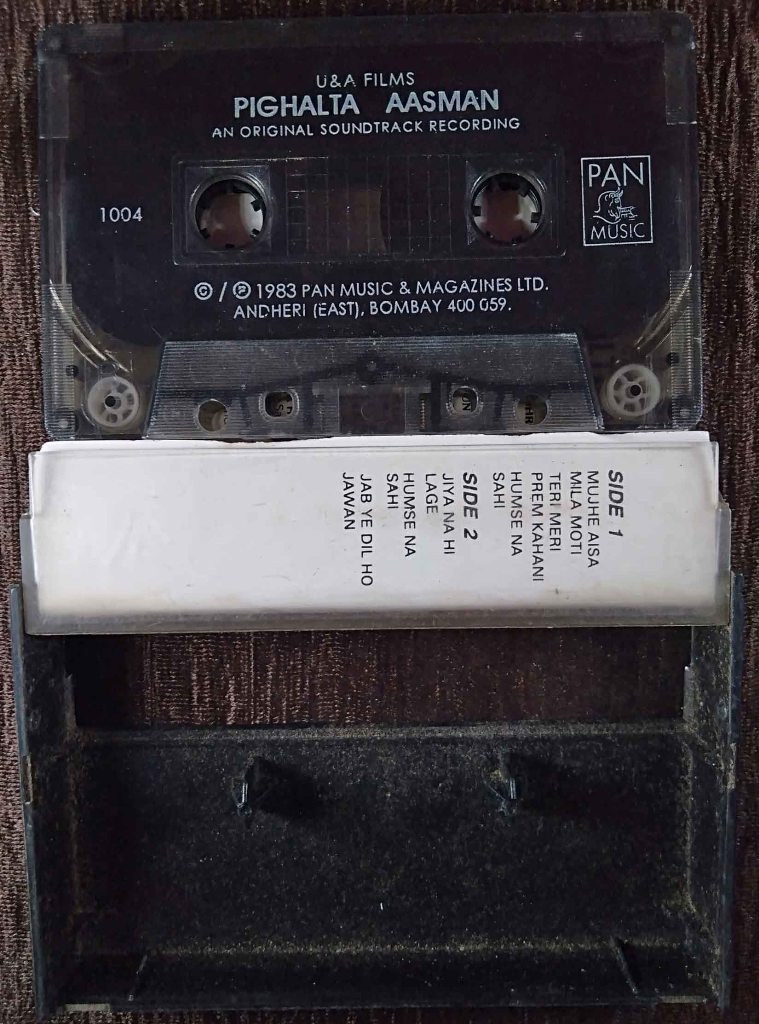 U&A FILMS
PIGHALTA AASMAN
AN ORIGINAL SOUNDTRACK RECORDING
1004
PAN
MUSIC
© / ℗ 1983 PAN MUSIC & MAGAZINES LTD.
ANDHERI (EAST), BOMBAY 400 059.
SIDE 1
MUJHE AISA
MILA MOTI
TERI MERI
PREM KAHANI
HUMSE NA
SAHI
SIDE 2
JIYA NA HI
LAGE
HUMSE NA
SAHI
JAB YE DIL HO
JAWAN